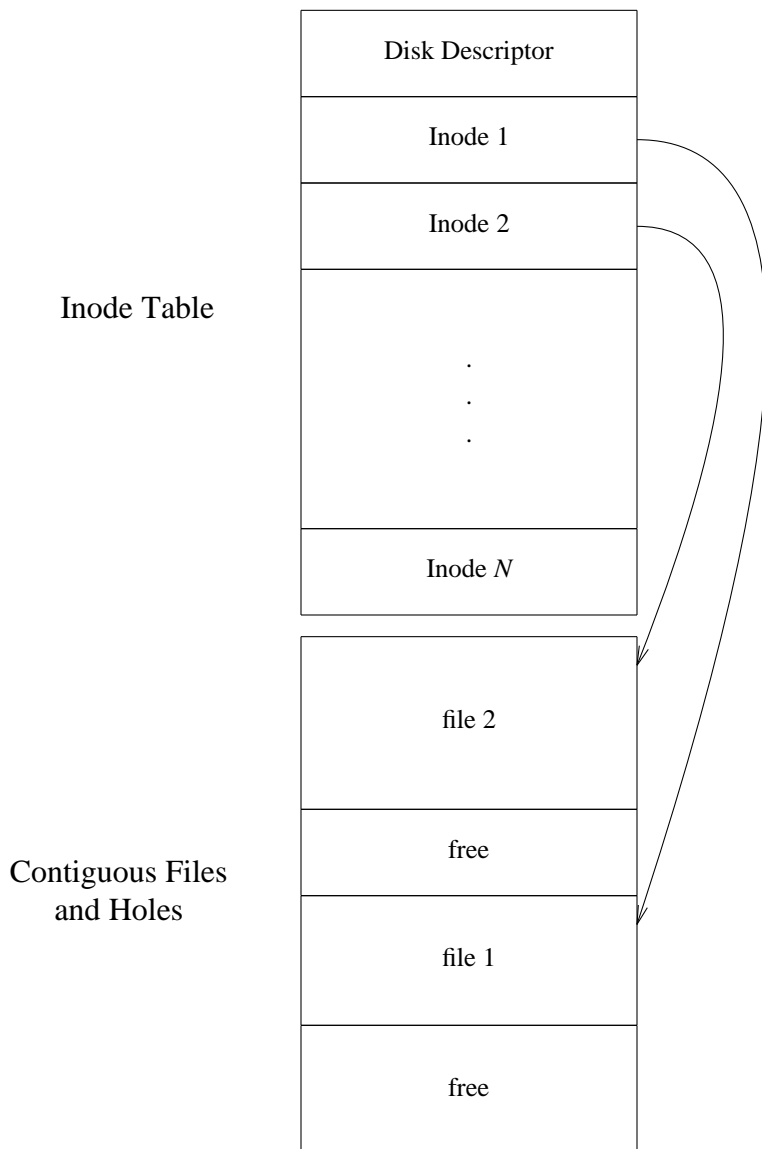 Disk Descriptor
Inode 1
Inode 2
Inode Table
.
.
.
Inode N
file 2
free
Contiguous Files
and Holes
file 1
free